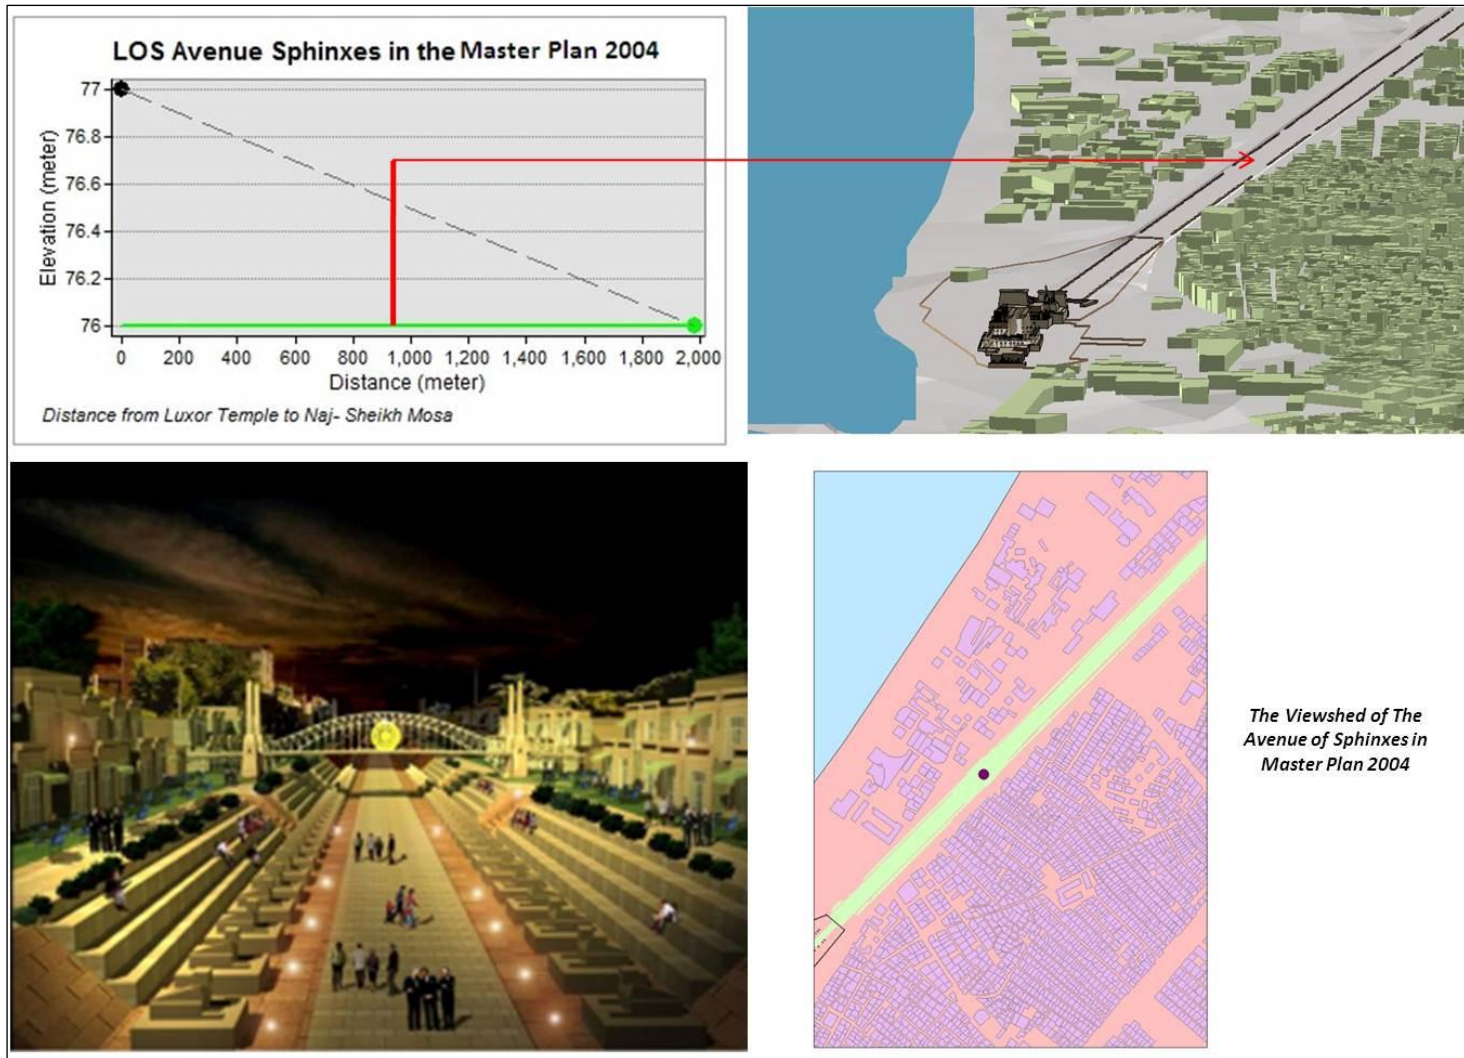 LOS Avenue Sphinxes in the Master Plan 2004
Elevation (meter)
77
76.8
76.6
76.4
76.2
76
0 200 400 600 800 1,000 1,200 1,400 1,600 1,800 2,000
Distance (meter)
Distance from Luxor Temple to Naj- Sheikh Mosa
The Viewshed of The
Avenue of Sphinxes in
Master Plan 2004